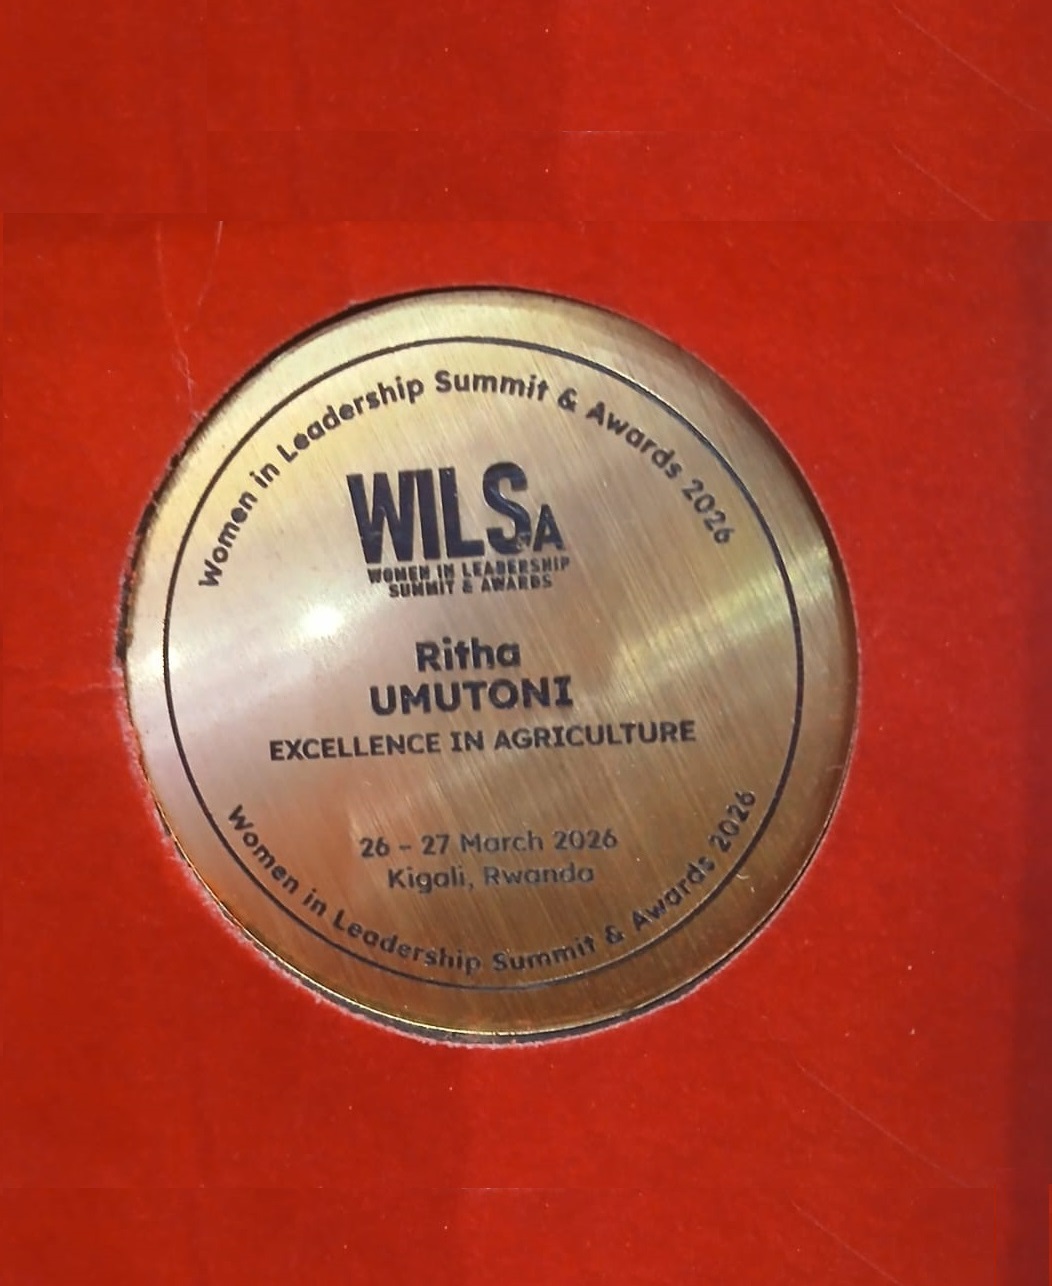 Women in Leadership Summit & Awards 2026
WILSA
WOMEN IN LEADERSHIP
SUMMIT & AWARDS
Ritha
UMUTONI
EXCELLENCE IN AGRICULTURE
26 – 27 March 2026
Kigali, Rwanda
Women in Leadership Summit & Awards 2026